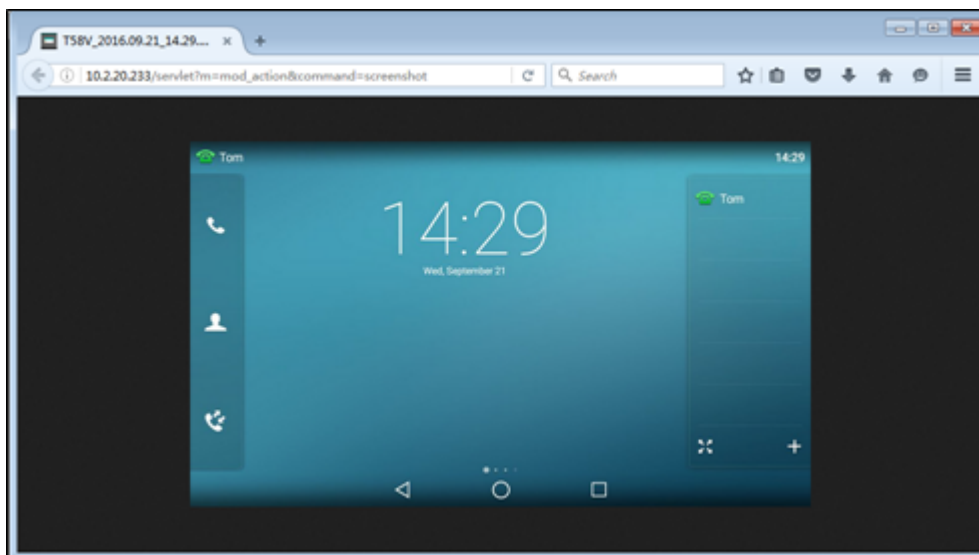 T58V_2016.09.21_14.29....
10.2.20.233/servlet?m=mod_action&command=screenshot
Search
Tom
14:29
14:29
Wed, September 21
Tom